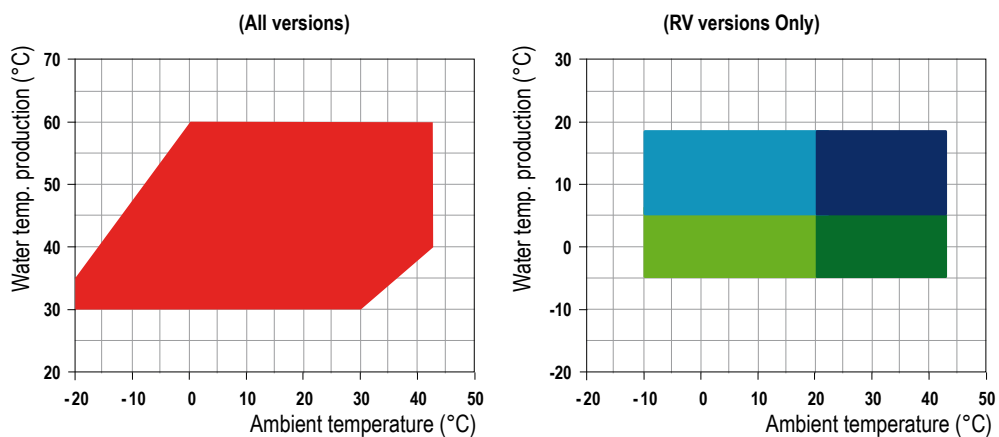 (All versions)
Water temp. production (°C)
70
60
50
40
30
20
-20 -10 0 10 20 30 40 50
Ambient temperature (°C)
(RV versions Only)
Water temp. production (°C)
30
20
10
0
-10
-20
-20 -10 0 10 20 30 40 50
Ambient temperature (°C)